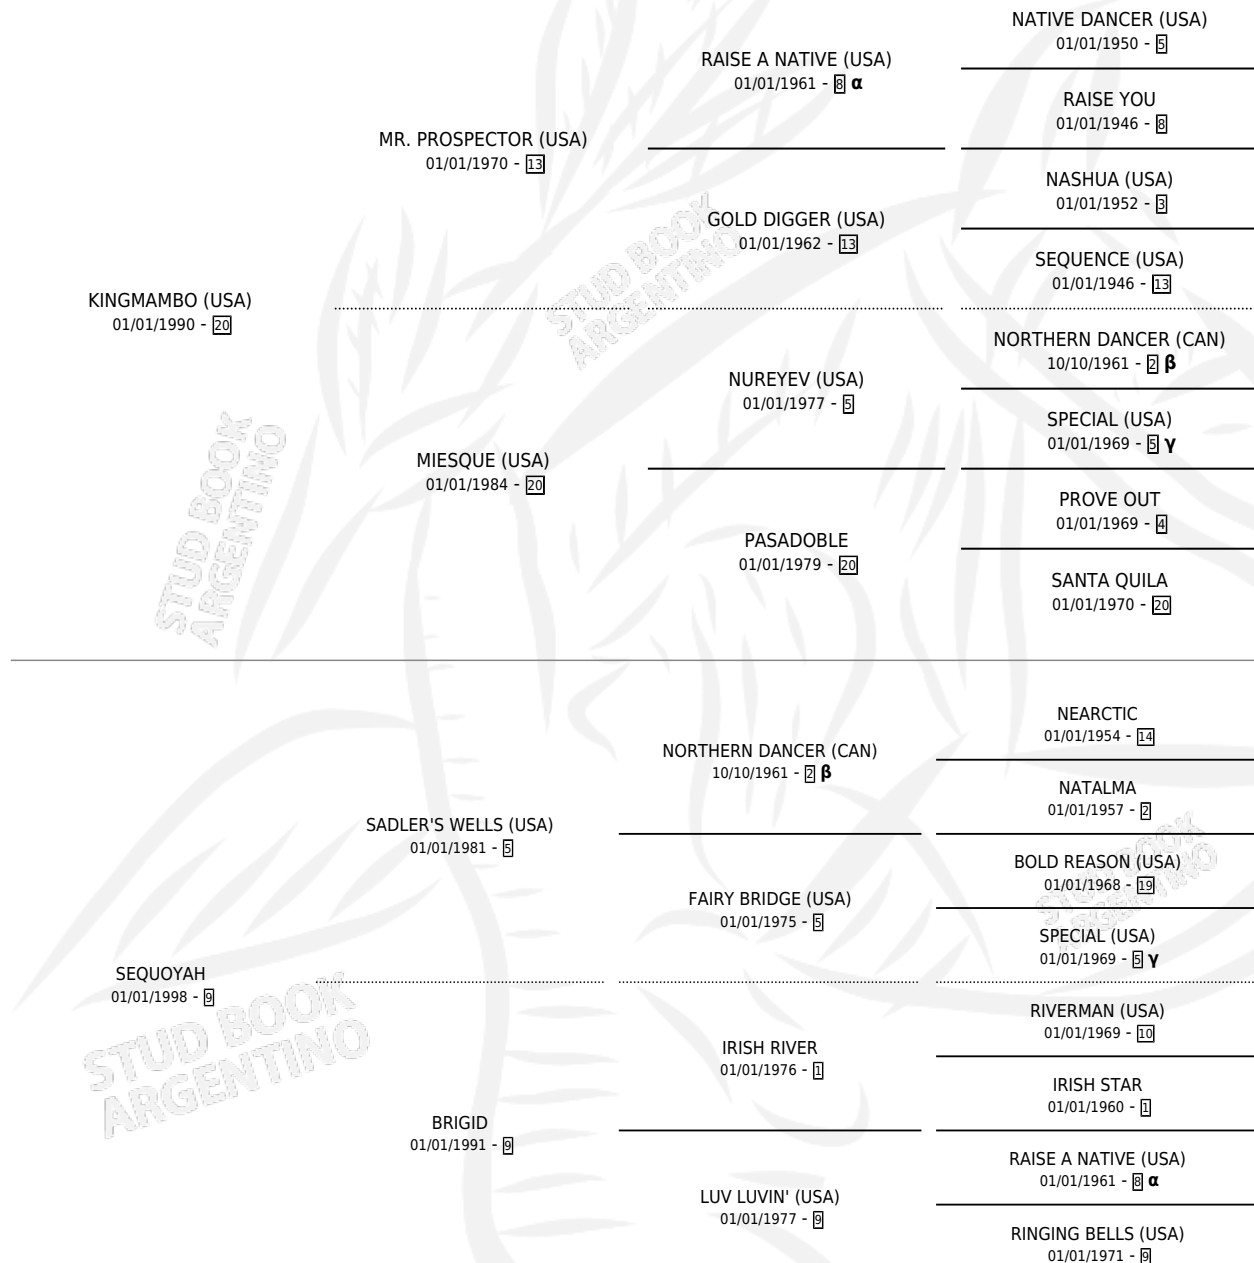 NATIVE DANCER (USA)
01/01/1950 - 5
RAISE A NATIVE (USA)
01/01/1961 - 8 α
RAISE YOU
01/01/1946 - 8
MR. PROSPECTOR (USA)
01/01/1970 - 13
NASHUA (USA)
01/01/1952 - 3
GOLD DIGGER (USA)
01/01/1962 - 13
SEQUENCE (USA)
01/01/1946 - 13
KINGMAMBO (USA)
01/01/1990 - 20
STUD BOOK
ARGENTINO
NORTHERN DANCER (CAN)
10/10/1961 - 2 β
NUREYEV (USA)
01/01/1977 - 5
SPECIAL (USA)
01/01/1969 - 5 γ
MIESQUE (USA)
01/01/1984 - 20
PROVE OUT
01/01/1969 - 4
PASADOBLE
01/01/1979 - 20
SANTA QUILA
01/01/1970 - 20
STUD BOOK
ARGENTINO
NEARCTIC
01/01/1954 - 14
NORTHERN DANCER (CAN)
10/10/1961 - 2 β
NATALMA
01/01/1957 - 2
SADLER'S WELLS (USA)
01/01/1981 - 5
BOLD REASON (USA)
01/01/1968 - 19
STUD BOOK
ARGENTINO
FAIRY BRIDGE (USA)
01/01/1975 - 5
SPECIAL (USA)
01/01/1969 - 5 γ
SEQUOYAH
01/01/1998 - 9
STUD BOOK
ARGENTINO
RIVERMAN (USA)
01/01/1969 - 10
IRISH RIVER
01/01/1976 - 1
IRISH STAR
01/01/1960 - 1
BRIGID
01/01/1991 - 9
RAISE A NATIVE (USA)
01/01/1961 - 8 α
LUV LUVIN' (USA)
01/01/1977 - 9
RINGING BELLS (USA)
01/01/1971 - 9